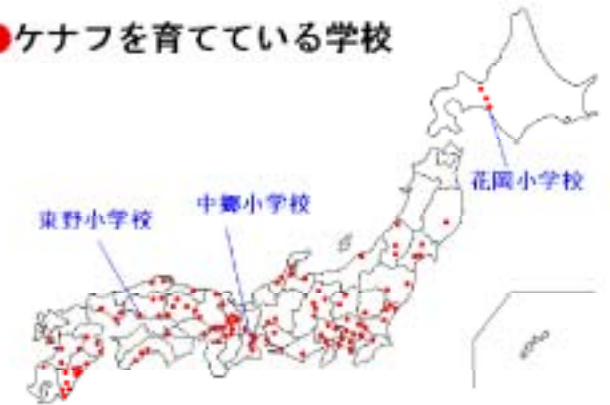 ●ケナフを育てている学校
花岡小学校
中郷小学校
東野小学校